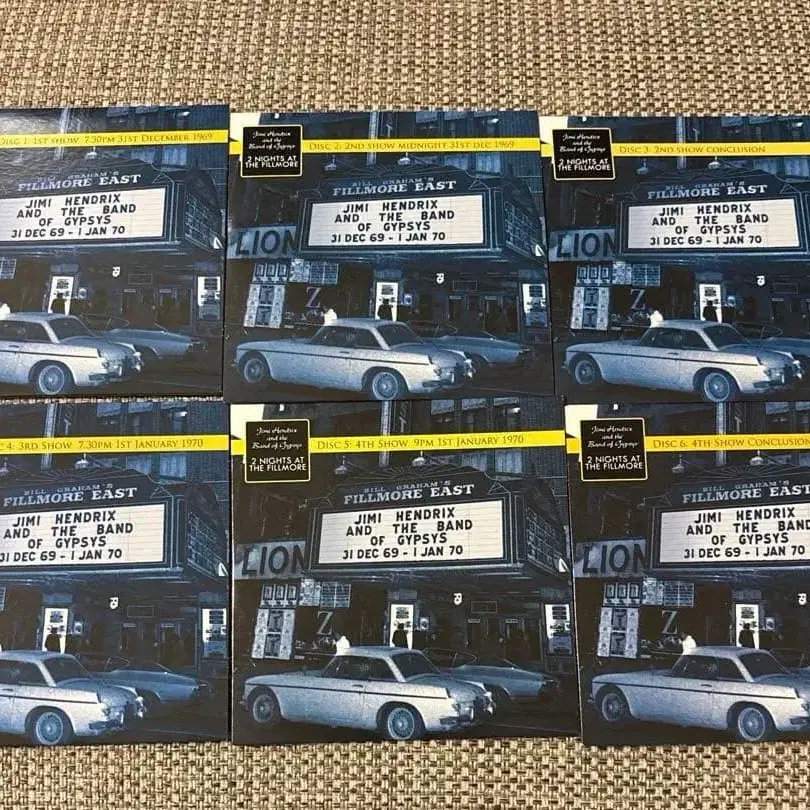 DISC 1: 1ST SHOW 7.30PM 31ST DECEMBER 1969
BILL GRAHAM'S
FILLMORE EAST
JIMI HENDRIX
AND THE BAND
OF GYPSYS
31 DEC 69 - 1 JAN 70
Jimi Hendrix
and the
Band of Gypsys
2 NIGHTS AT
THE FILLMORE
DISC 2: 2ND SHOW MIDNIGHT 31ST DEC 1969
BILL GRAHAM'S
FILLMORE EAST
JIMI HENDRIX
AND THE BAND
OF GYPSYS
31 DEC 69 - 1 JAN 70
LION
Z
Jimi Hendrix
and the
Band of Gypsys
2 NIGHTS AT
THE FILLMORE
DISC 3: 2ND SHOW CONCLUSION
BILL GRAHAM'S
FILLMORE EAST
JIMI HENDRIX
AND THE BAND
OF GYPSYS
31 DEC 69 - 1 JAN 70
LION
Z
C 4: 3RD SHOW 7.30PM 1ST JANUARY 1970
BILL GRAHAM'S
FILLMORE EAST
JIMI HENDRIX
AND THE BAND
OF GYPSYS
31 DEC 69 - 1 JAN 70
Jimi Hendrix
and the
Band of Gypsys
2 NIGHTS AT
THE FILLMORE
DISC 5: 4TH SHOW 9PM 1ST JANUARY 1970
BILL GRAHAM'S
FILLMORE EAST
JIMI HENDRIX
AND THE BAND
OF GYPSYS
31 DEC 69 - 1 JAN 70
LION
Z
Jimi Hendrix
and the
Band of Gypsys
2 NIGHTS AT
THE FILLMORE
DISC 6: 4TH SHOW CONCLUSION
BILL GRAHAM'S
FILLMORE EAST
JIMI HENDRIX
AND THE BAND
OF GYPSYS
31 DEC 69 - 1 JAN 70
LION
Z